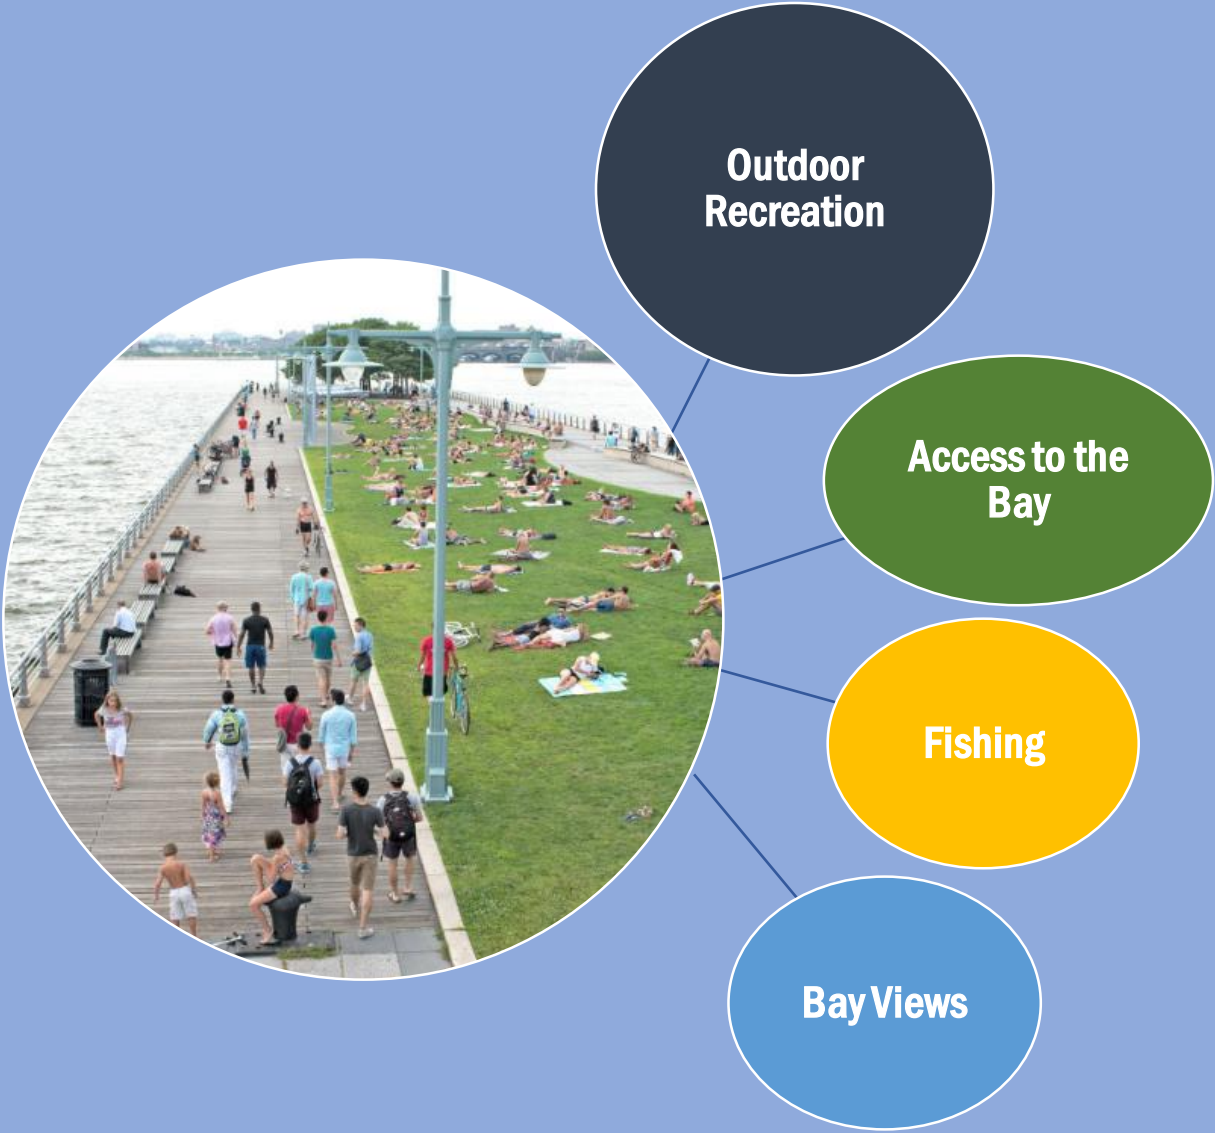 Outdoor
Recreation
Access to the
Bay
Fishing
Bay Views